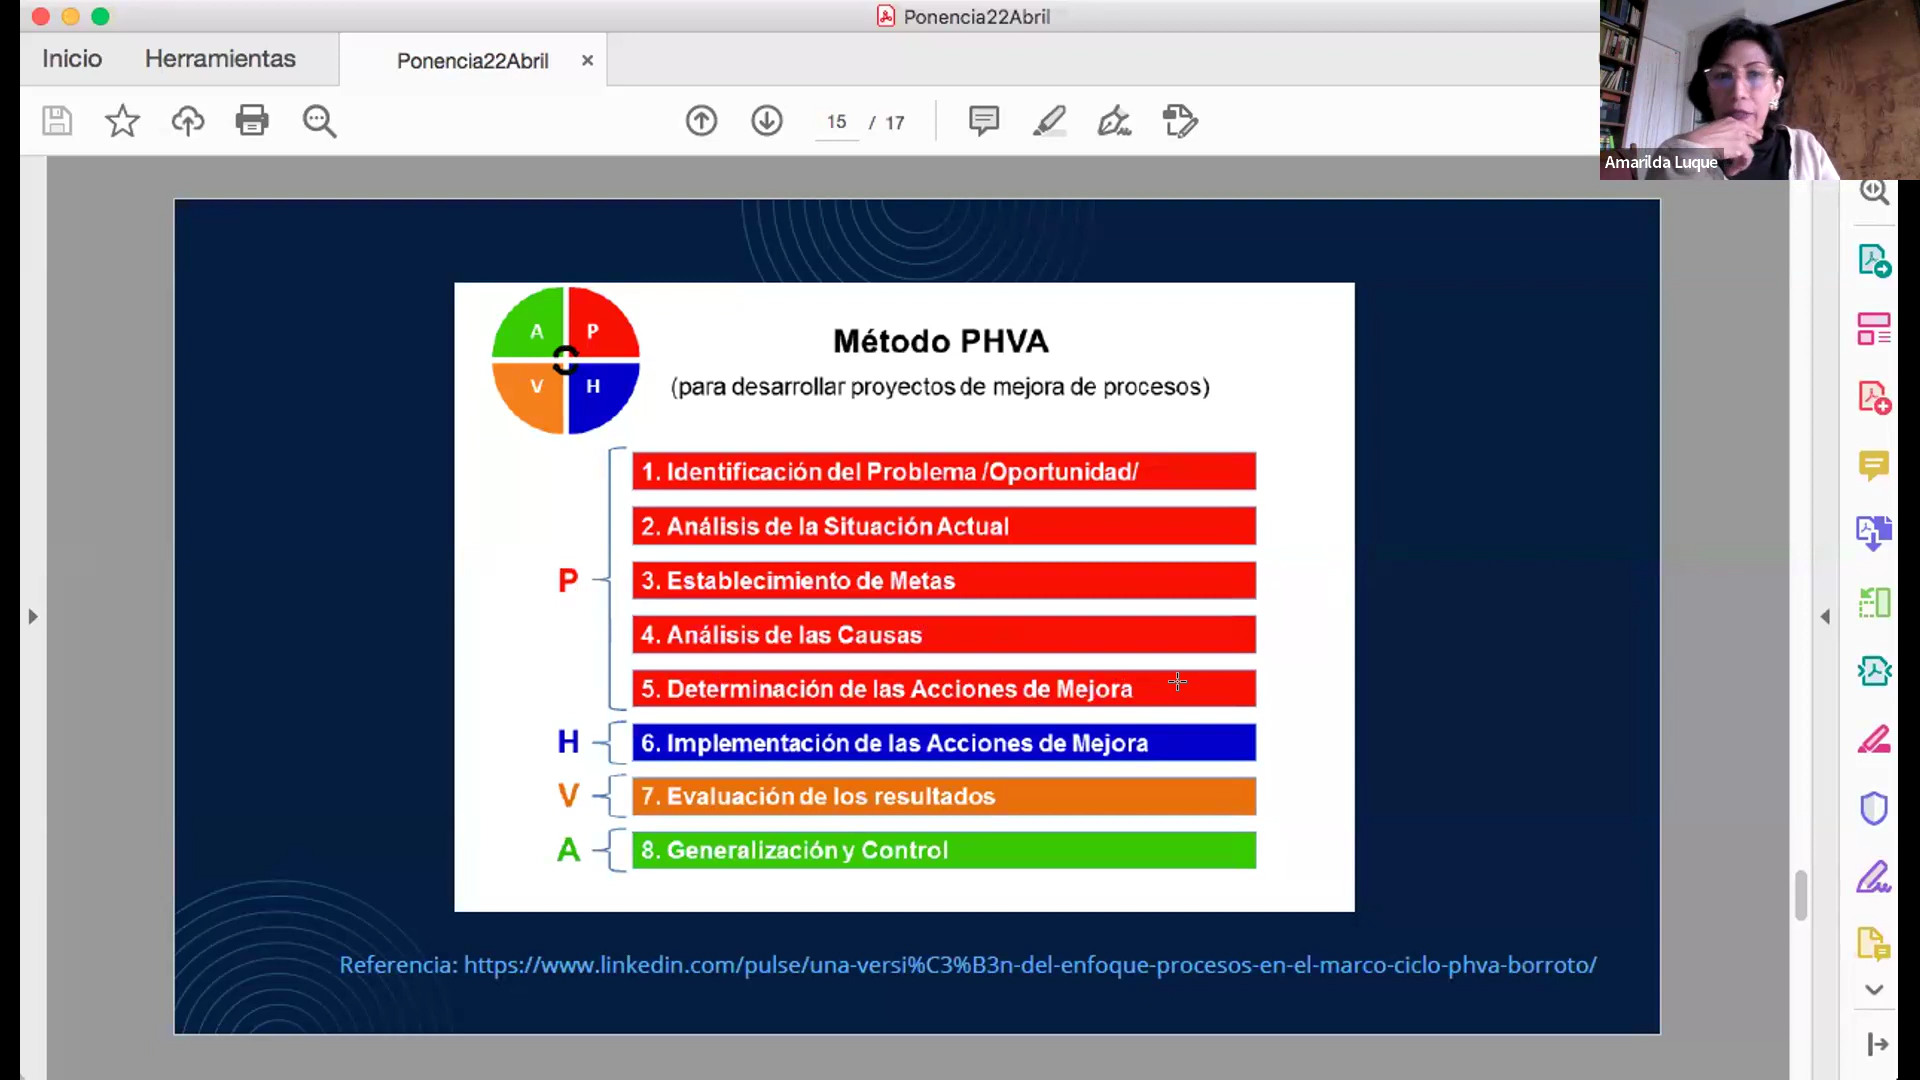 Ponencia22Abril
Inicio
Herramientas
Ponencia22Abril
15 / 17
Amarilda Luque
A P
V H
Método PHVA
(para desarrollar proyectos de mejora de procesos)
1. Identificación del Problema /Oportunidad/
2. Análisis de la Situación Actual
P
3. Establecimiento de Metas
4. Análisis de las Causas
5. Determinación de las Acciones de Mejora
H
6. Implementación de las Acciones de Mejora
V
7. Evaluación de los resultados
A
8. Generalización y Control
Referencia: https://www.linkedin.com/pulse/una-versi%C3%B3n-del-enfoque-procesos-en-el-marco-ciclo-phva-borroto/